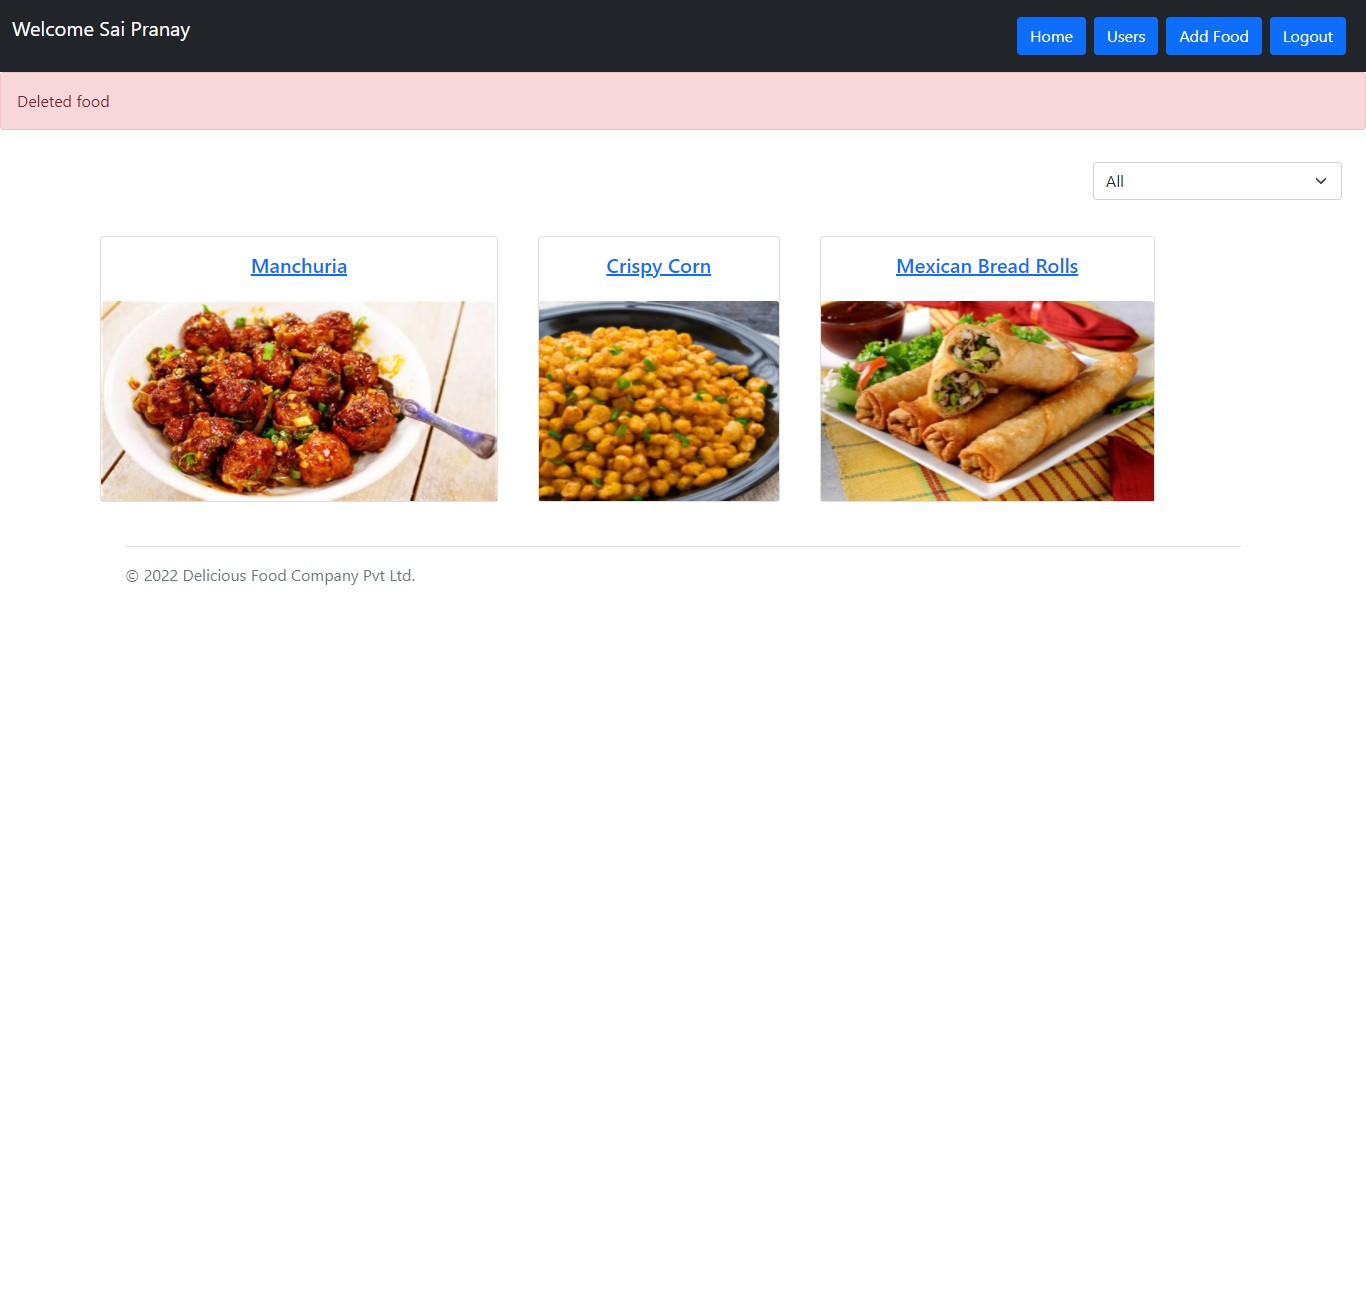 Welcome Sai Pranay
Home Users Add Food Logout
Deleted food
All
Manchuria Crispy Corn Mexican Bread Rolls
© 2022 Delicious Food Company Pvt Ltd.